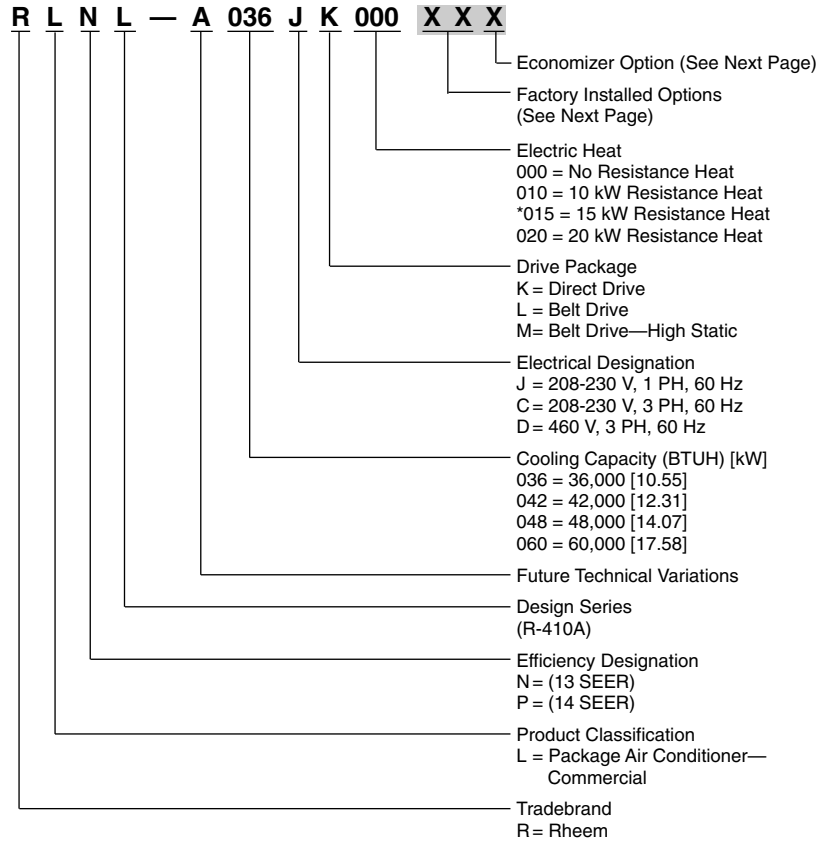 R L N L — A 036 J K 000 X X X
Economizer Option (See Next Page)
Factory Installed Options
(See Next Page)
Electric Heat
000 = No Resistance Heat
010 = 10 kW Resistance Heat
*015 = 15 kW Resistance Heat
020 = 20 kW Resistance Heat
Drive Package
K = Direct Drive
L = Belt Drive
M= Belt Drive—High Static
Electrical Designation
J = 208-230 V, 1 PH, 60 Hz
C = 208-230 V, 3 PH, 60 Hz
D = 460 V, 3 PH, 60 Hz
Cooling Capacity (BTUH) [kW]
036 = 36,000 [10.55]
042 = 42,000 [12.31]
048 = 48,000 [14.07]
060 = 60,000 [17.58]
Future Technical Variations
Design Series
(R-410A)
Efficiency Designation
N = (13 SEER)
P = (14 SEER)
Product Classification
L = Package Air Conditioner—
Commercial
Tradebrand
R = Rheem